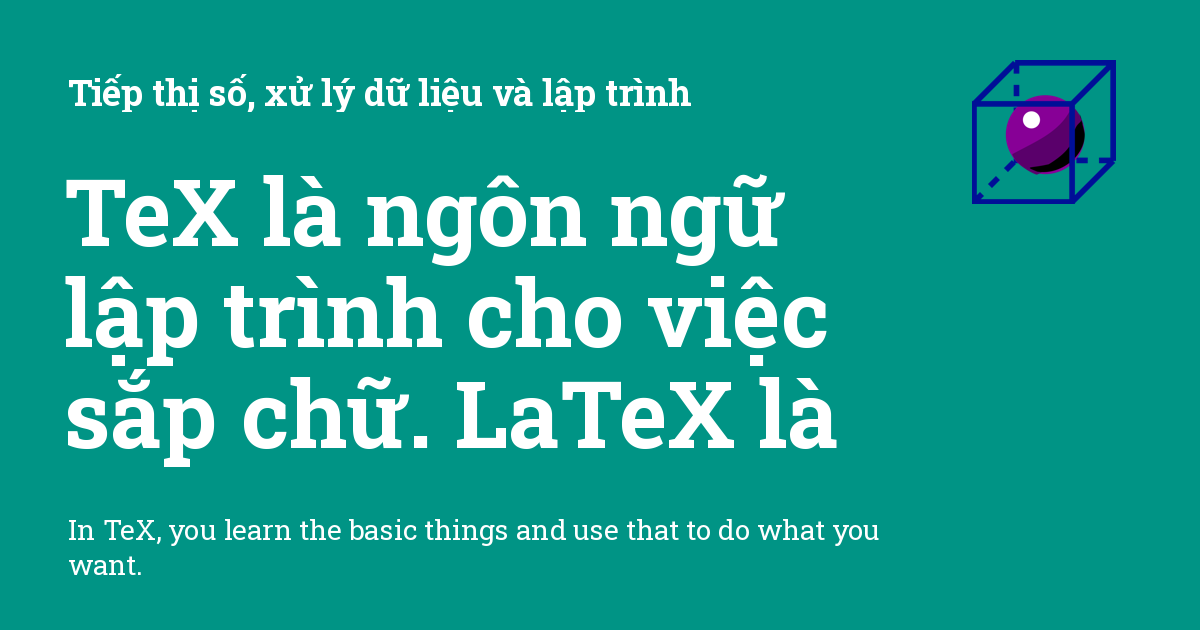 Tiếp thị số, xử lý dữ liệu và lập trình
TeX là ngôn ngữ
lập trình cho việc
sắp chữ. LaTeX là
In TeX, you learn the basic things and use that to do what you
want.